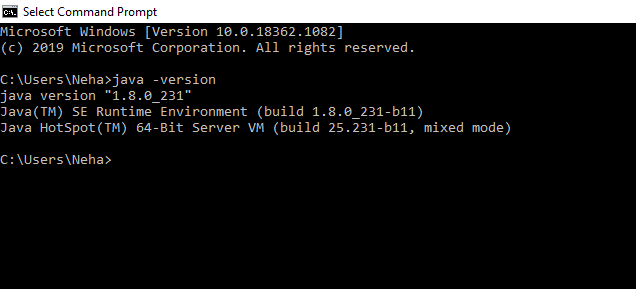 Select Command Prompt
Microsoft Windows [Version 10.0.18362.1082]
(c) 2019 Microsoft Corporation. All rights reserved.
C:\Users\Neha>java -version
java version "1.8.0_231"
Java(TM) SE Runtime Environment (build 1.8.0_231-b11)
Java HotSpot(TM) 64-Bit Server VM (build 25.231-b11, mixed mode)
C:\Users\Neha>